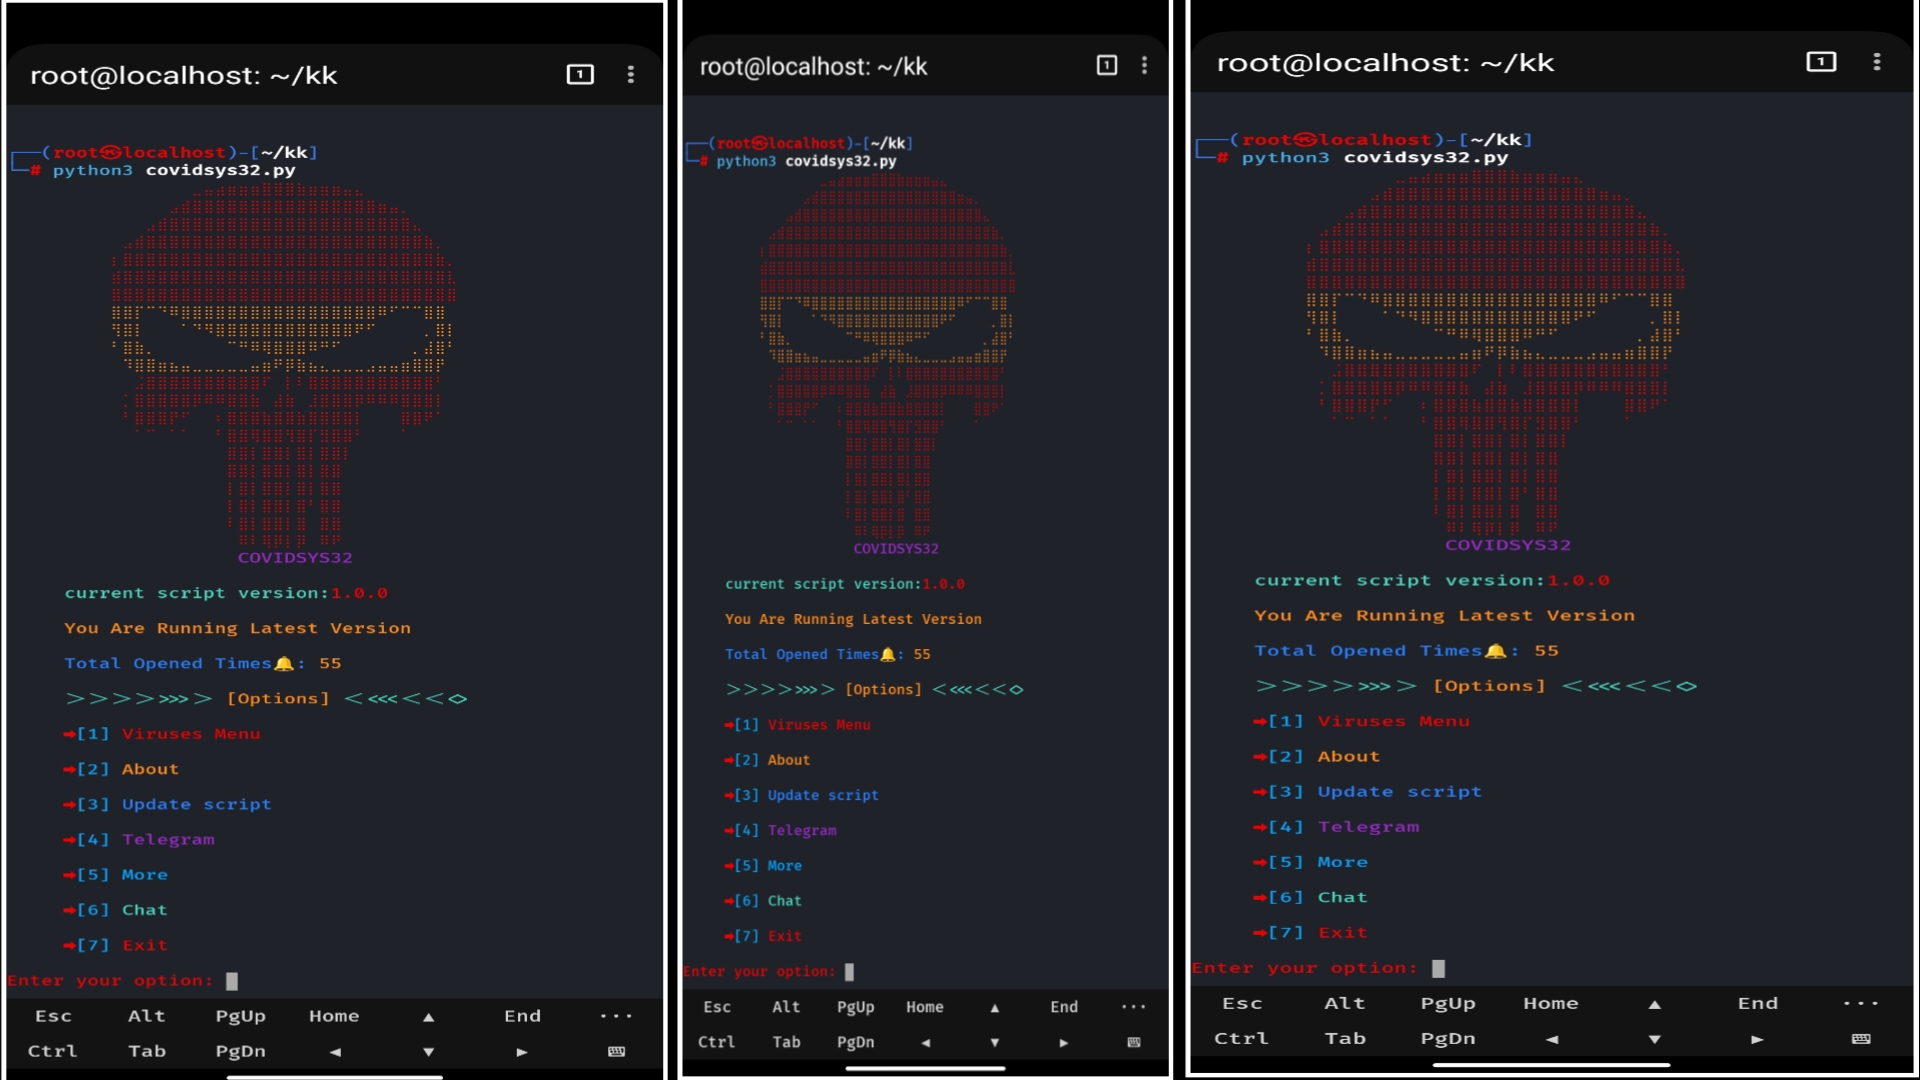 root@localhost: ~/kk
1
(root㉿localhost)-[~/kk]
# python3 covidsys32.py
COVIDSYS32
current script version:1.0.0
You Are Running Latest Version
Total Opened Times🔔: 55
>>>>>>>> [Options] <<<<<<<>
➡[1] Viruses Menu
➡[2] About
➡[3] Update script
➡[4] Telegram
➡[5] More
➡[6] Chat
➡[7] Exit
Enter your option:
Esc Alt PgUp Home ▲ End ···
Ctrl Tab PgDn ◄ ▼ ► ⌨
root@localhost: ~/kk
1
(root㉿localhost)-[~/kk]
# python3 covidsys32.py
COVIDSYS32
current script version:1.0.0
You Are Running Latest Version
Total Opened Times🔔: 55
>>>>>>>> [Options] <<<<<<<>
➡[1] Viruses Menu
➡[2] About
➡[3] Update script
➡[4] Telegram
➡[5] More
➡[6] Chat
➡[7] Exit
Enter your option:
Esc Alt PgUp Home ▲ End ···
Ctrl Tab PgDn ◄ ▼ ► ⌨
root@localhost: ~/kk
1
(root㉿localhost)-[~/kk]
# python3 covidsys32.py
COVIDSYS32
current script version:1.0.0
You Are Running Latest Version
Total Opened Times🔔: 55
>>>>>>>> [Options] <<<<<<<>
➡[1] Viruses Menu
➡[2] About
➡[3] Update script
➡[4] Telegram
➡[5] More
➡[6] Chat
➡[7] Exit
Enter your option:
Esc Alt PgUp Home ▲ End ···
Ctrl Tab PgDn ◄ ▼ ► ⌨